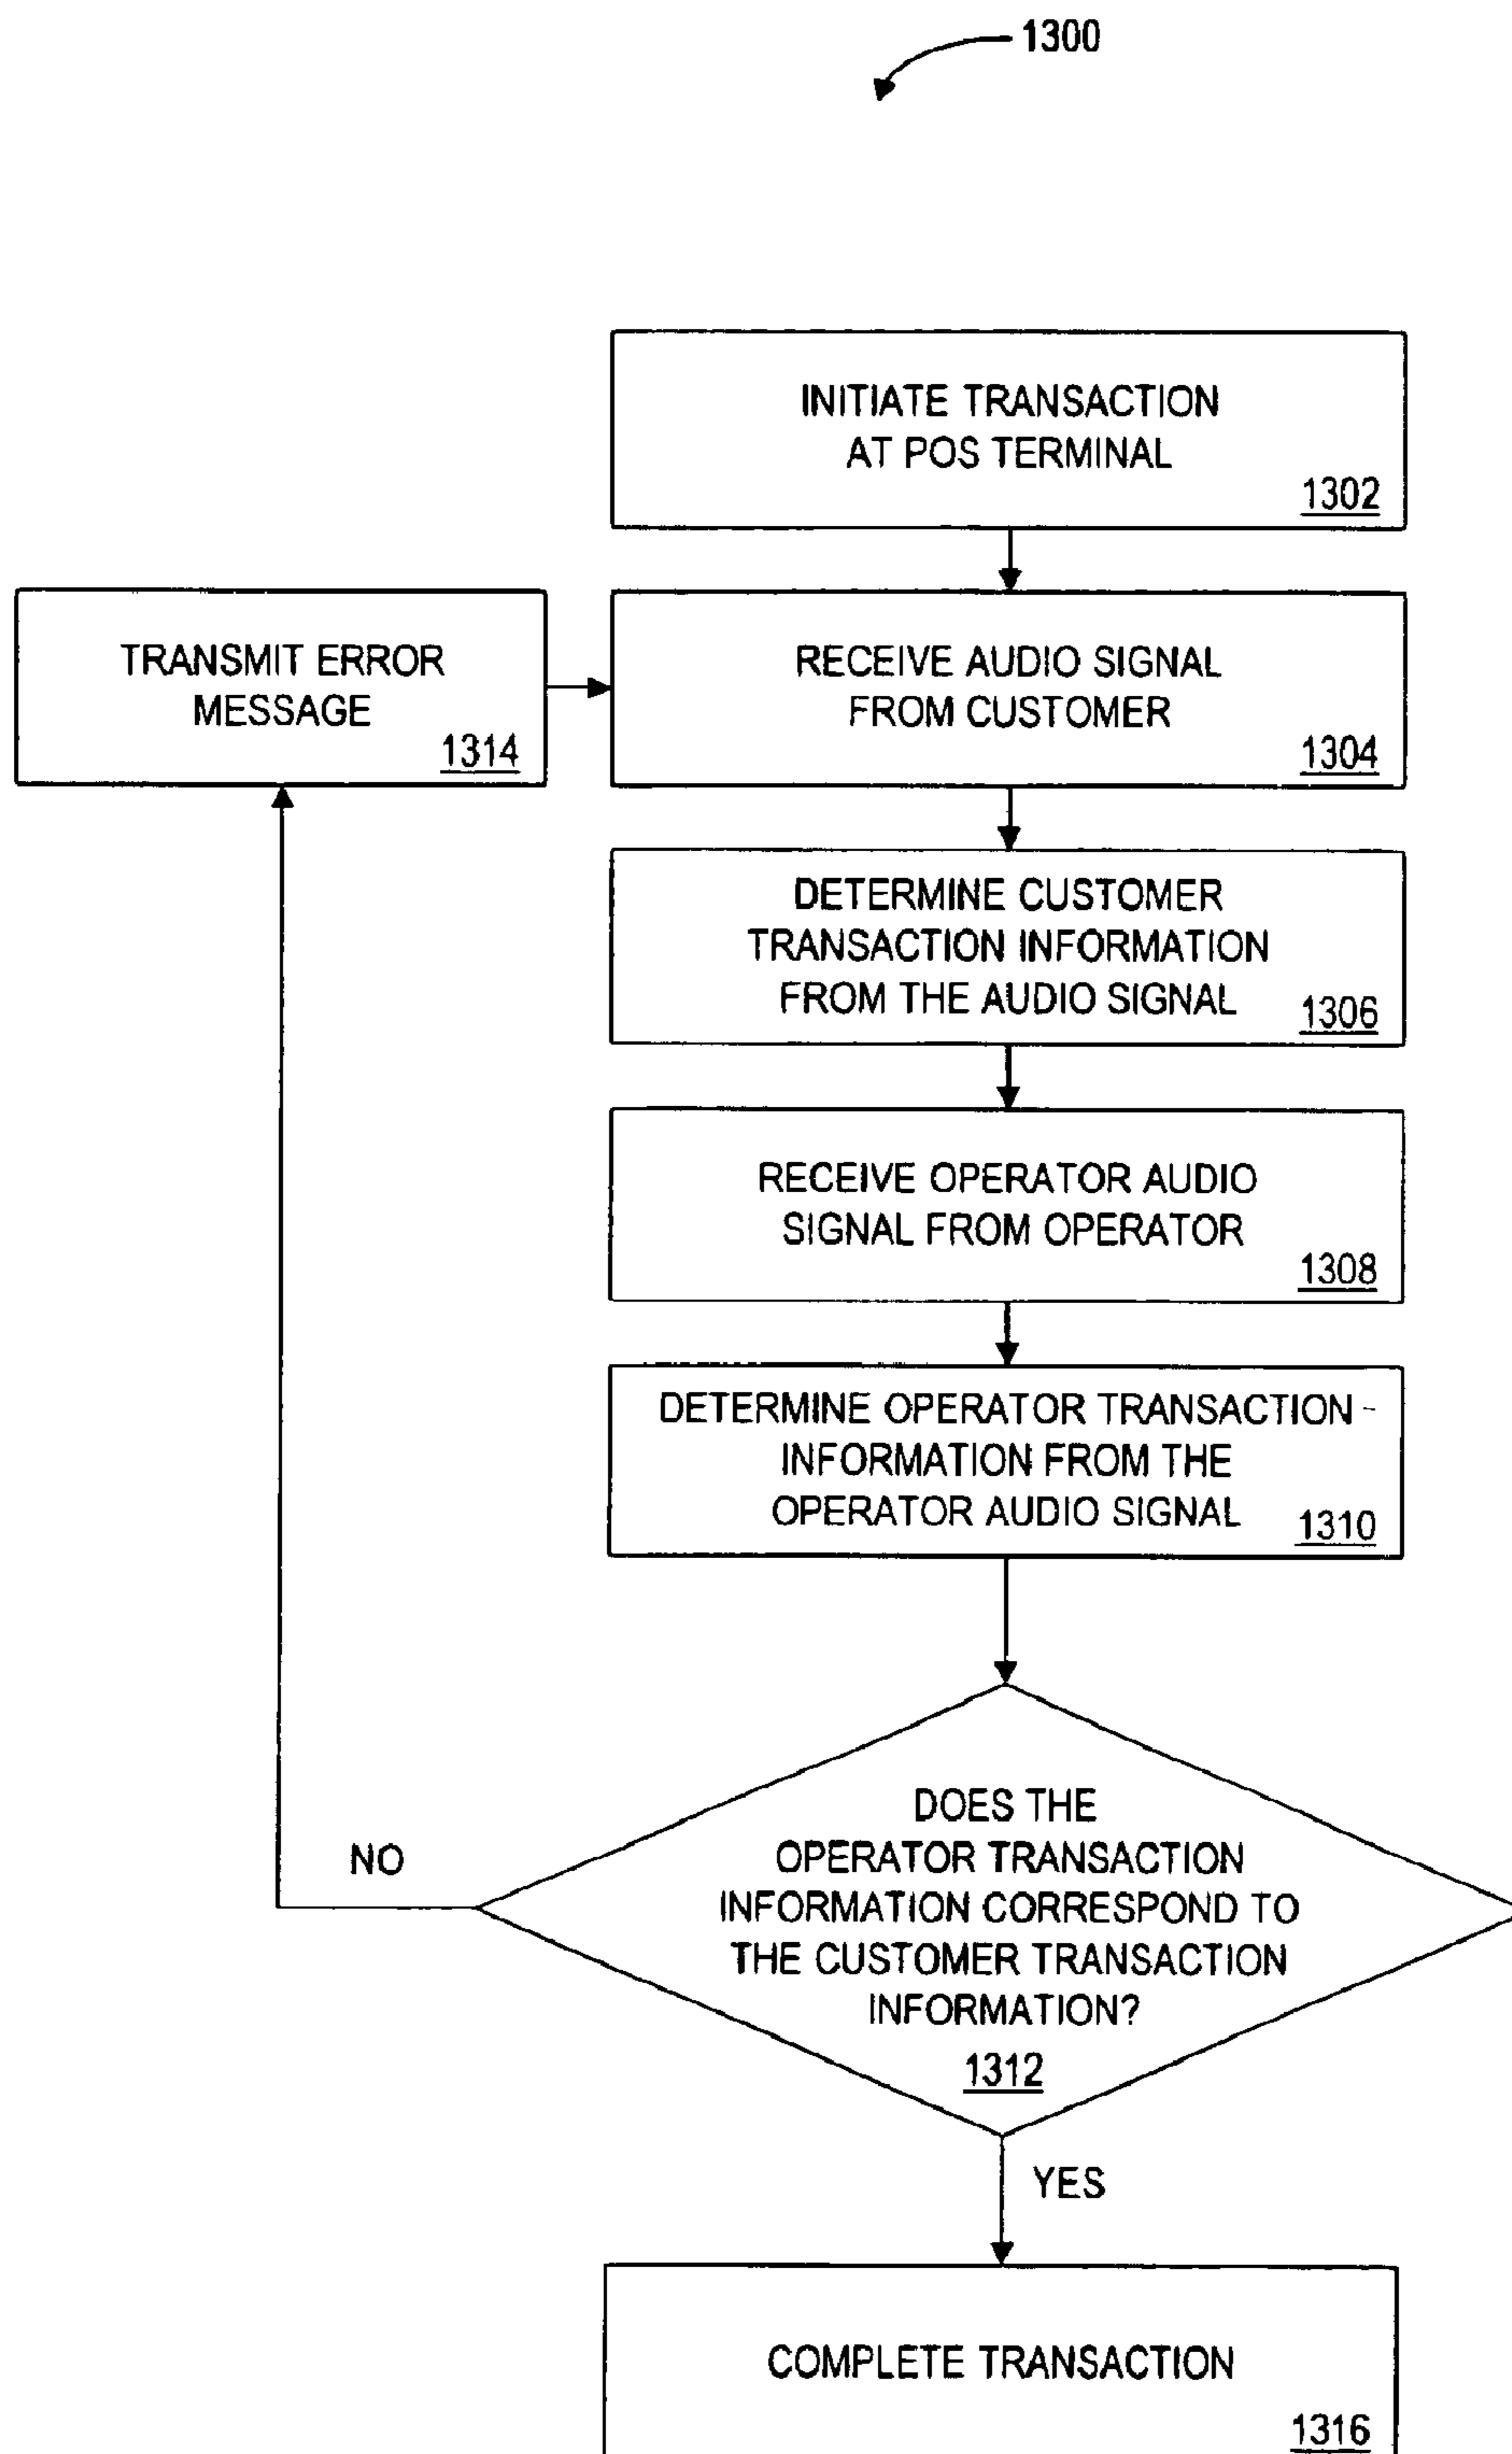 1300
INITIATE TRANSACTION
AT POS TERMINAL
1302
TRANSMIT ERROR
MESSAGE
1314
RECEIVE AUDIO SIGNAL
FROM CUSTOMER
1304
DETERMINE CUSTOMER
TRANSACTION INFORMATION
FROM THE AUDIO SIGNAL
1306
RECEIVE OPERATOR AUDIO
SIGNAL FROM OPERATOR
1308
DETERMINE OPERATOR TRANSACTION
INFORMATION FROM THE
OPERATOR AUDIO SIGNAL
1310
DOES THE
OPERATOR TRANSACTION
INFORMATION CORRESPOND TO
THE CUSTOMER TRANSACTION
INFORMATION?
1312
NO
YES
COMPLETE TRANSACTION
1316